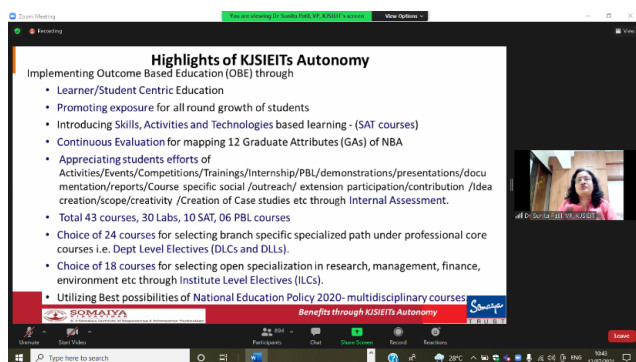 Zoom Meeting
You are viewing Dr Sunita Patil, VP, KJSIEIT's screen
View Options
Recording
View
Highlights of KJSIEITs Autonomy
Implementing Outcome Based Education (OBE) through
• Learner/Student Centric Education
• Promoting exposure for all round growth of students
• Introducing Skills, Activities and Technologies based learning - (SAT courses)
• Continuous Evaluation for mapping 12 Graduate Attributes (GAs) of NBA
• Appreciating students efforts of
Activities/Events/Competitions/Trainings/Internship/PBL/demonstrations/presentations/docu
mentation/reports/Course specific social /outreach/ extension participation/contribution /Idea
creation/scope/creativity /Creation of Case studies etc through Internal Assessment.
• Total 43 courses, 30 Labs, 10 SAT, 06 PBL courses
• Choice of 24 courses for selecting branch specific specialized path under professional core
courses i.e. Dept Level Electives (DLCs and DLLs).
• Choice of 18 courses for selecting open specialization in research, management, finance,
environment etc through Institute Level Electives (ILCs).
• Utilizing Best possibilities of National Education Policy 2020- multidisciplinary courses
Dr Sunita Patil, VP, KJSIEIT
SOMAIYA
VIDYAVIHAR
Benefits through KJSIEITs Autonomy
Somaiya
TRUST
Unmute
Start Video
894
Participants
Chat
Share Screen
Record
Reactions
Leave
Type here to search
28°C
ENG
10:43